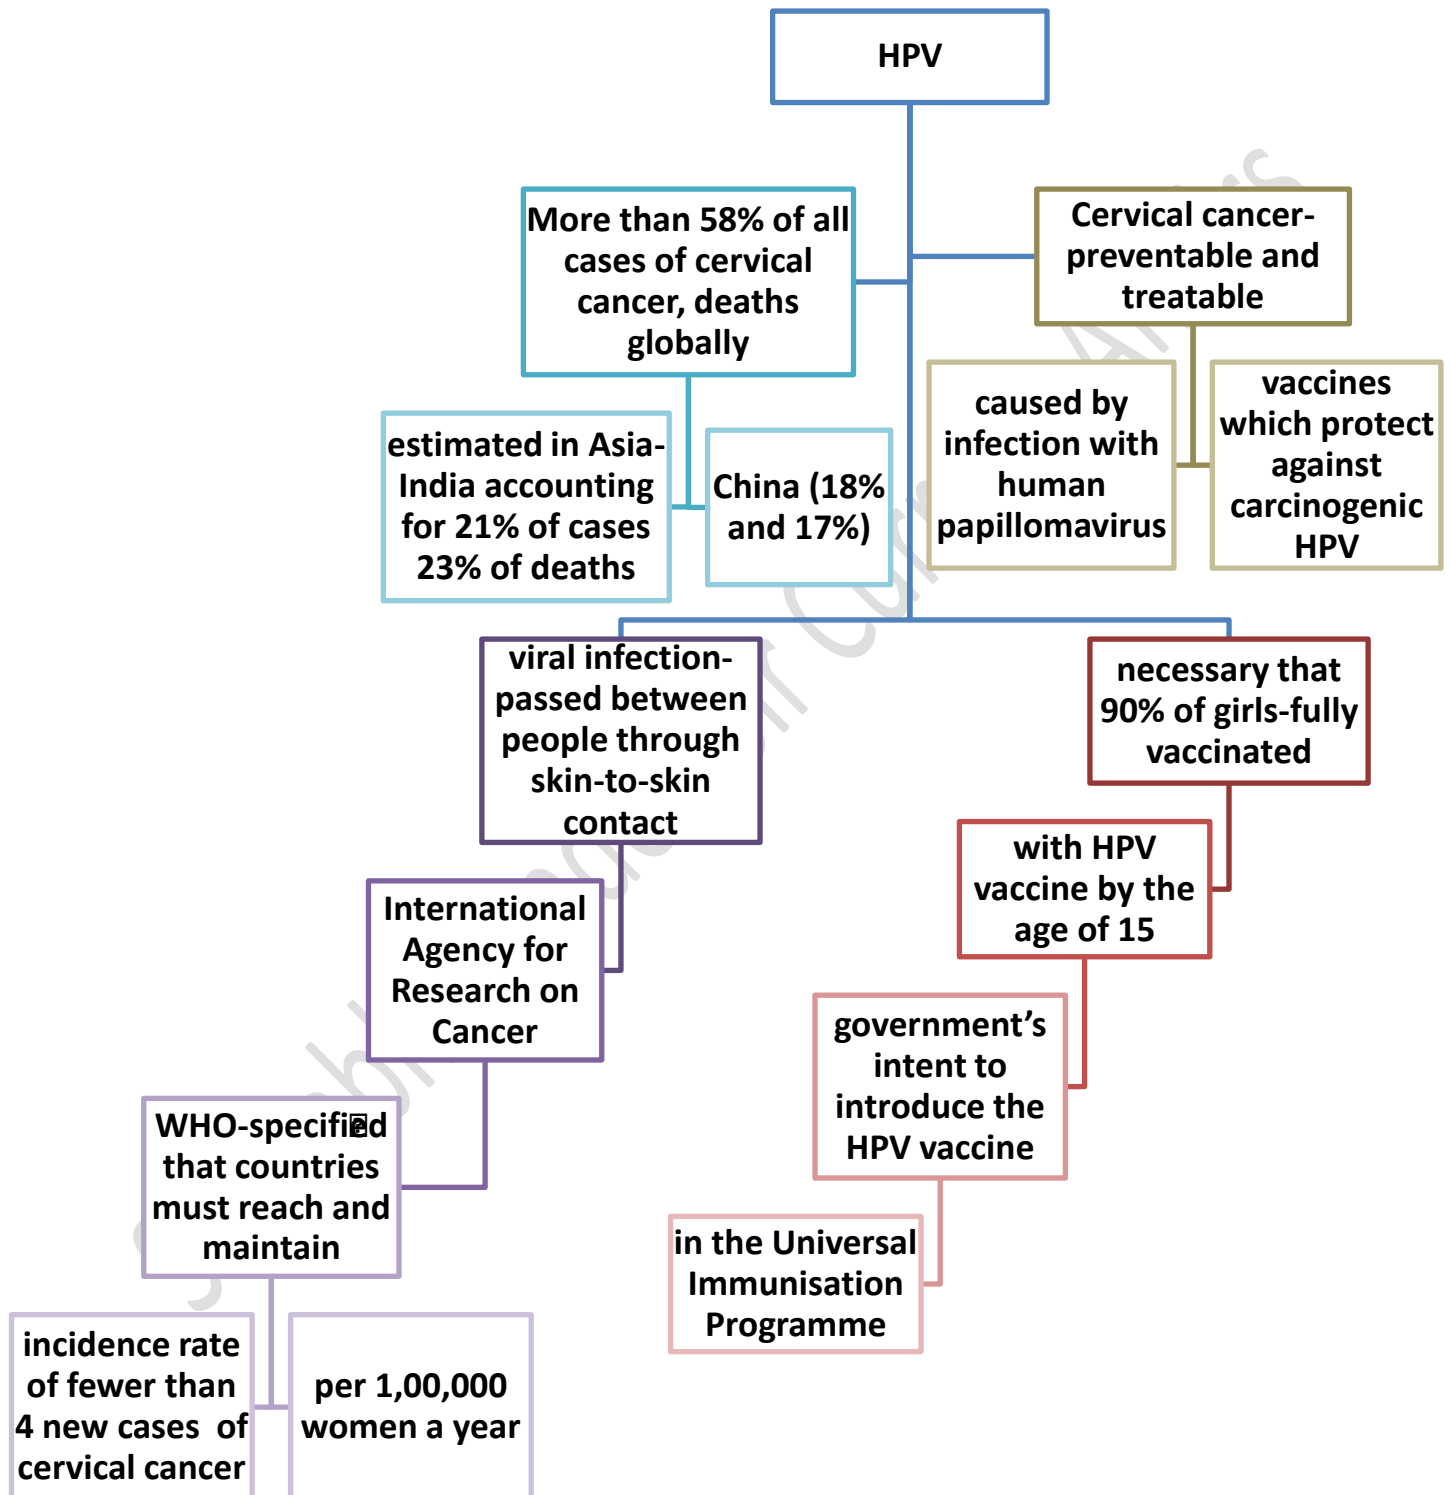 HPV
More than 58% of all
cases of cervical
cancer, deaths
globally
Cervical cancer-
preventable and
treatable
estimated in Asia-
India accounting
for 21% of cases
23% of deaths
China (18%
and 17%)
caused by
infection with
human
papillomavirus
vaccines
which protect
against
carcinogenic
HPV
viral infection-
passed between
people through
skin-to-skin
contact
necessary that
90% of girls-fully
vaccinated
International
Agency for
Research on
Cancer
with HPV
vaccine by the
age of 15
WHO-specified
that countries
must reach and
maintain
government’s
intent to
introduce the
HPV vaccine
incidence rate
of fewer than
4 new cases of
cervical cancer
per 1,00,000
women a year
in the Universal
Immunisation
Programme